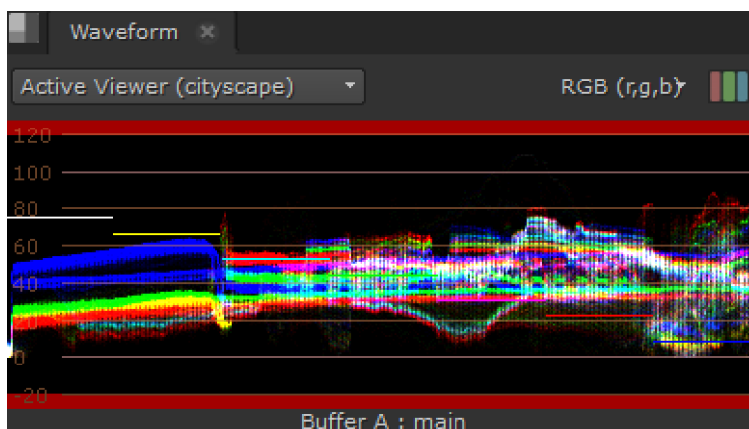 Waveform
Active Viewer (cityscape)
RGB (r,g,b)
120
100
80
60
40
20
0
-20
Buffer A : main